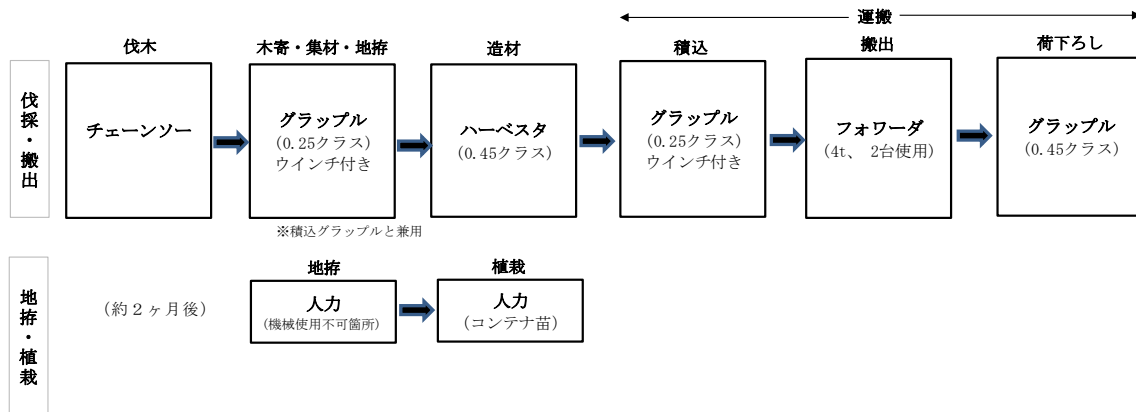 運搬
伐木
木寄・集材・地拵
造材
積込
搬出
荷下ろし
伐採・搬出
チェーンソー
グラップル
(0.25クラス)
ウインチ付き
ハーベスタ
(0.45クラス)
グラップル
(0.25クラス)
ウインチ付き
フォワーダ
(4t、 2台使用)
グラップル
(0.45クラス)
※積込グラップルと兼用
地拵・植栽
(約2ヶ月後)
地拵
人力
(機械使用不可箇所)
植栽
人力
(コンテナ苗)